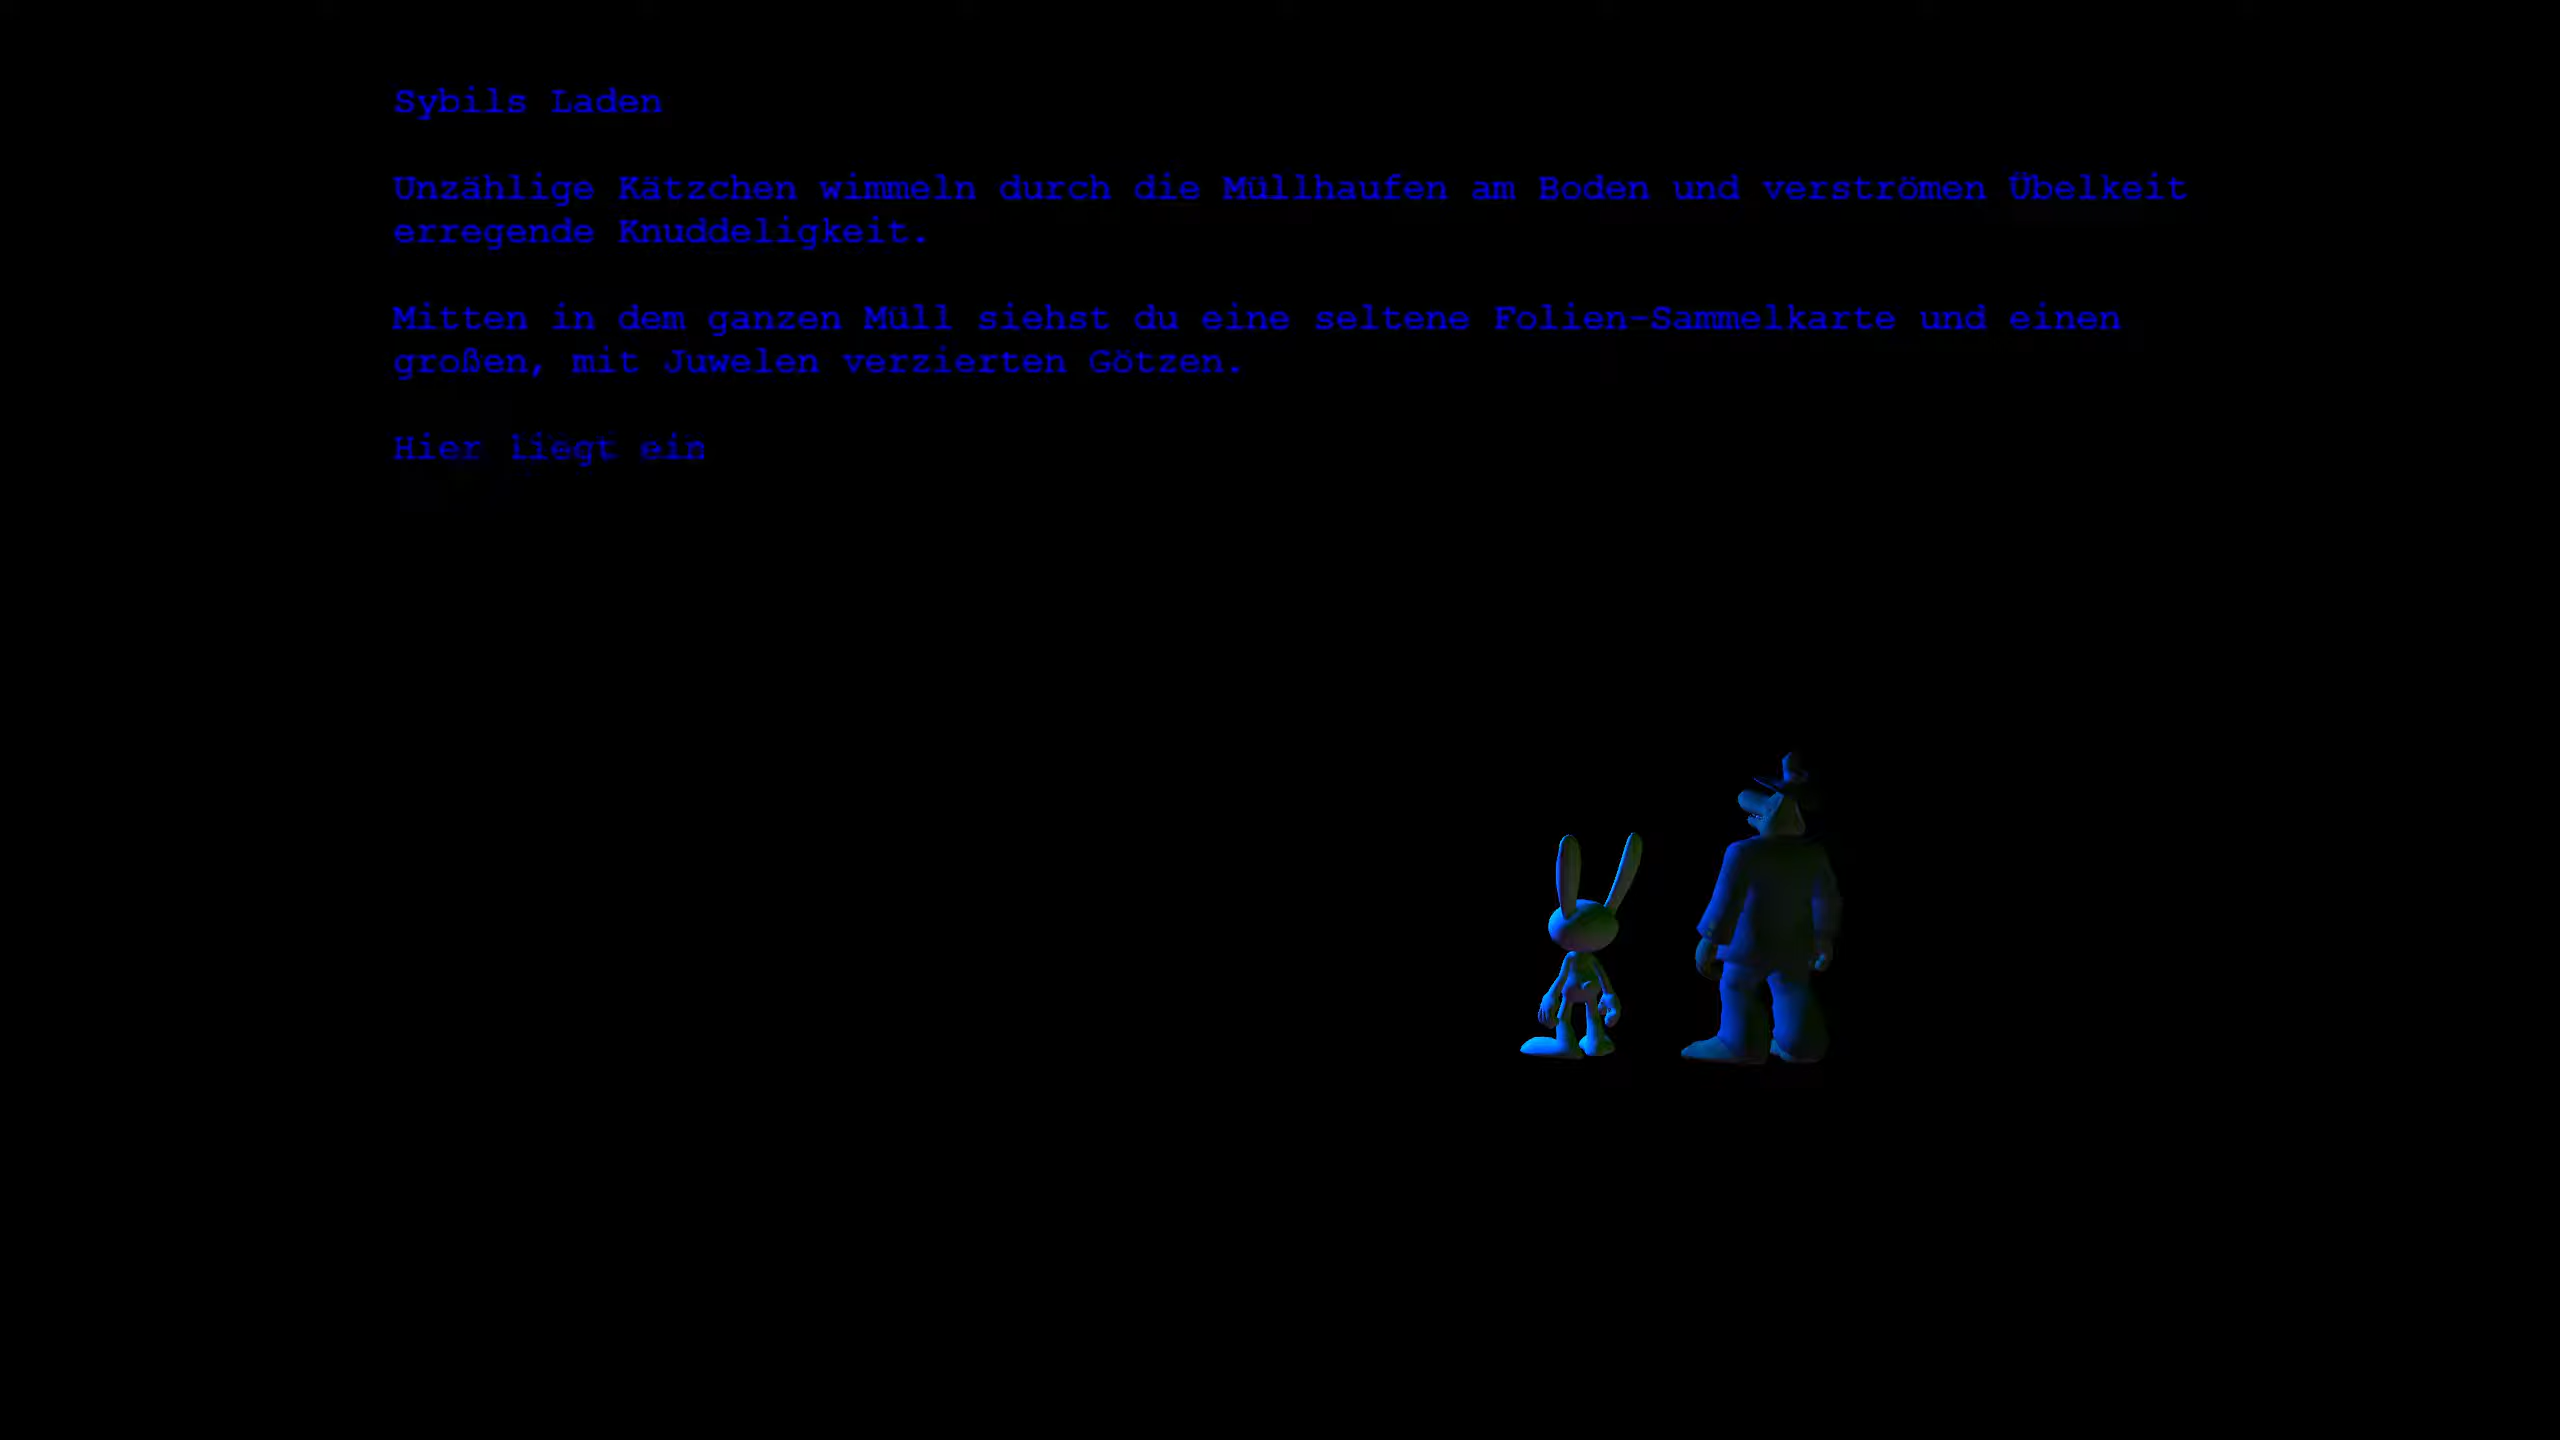 Sybils Laden
Unzählige Kätzchen wimmeln durch die Müllhaufen am Boden und verströmen Übelkeit
erregende Knuddeligkeit.
Mitten in dem ganzen Müll siehst du eine seltene Folien-Sammelkarte und einen
großen, mit Juwelen verzierten Götzen.
Hier liegt ein